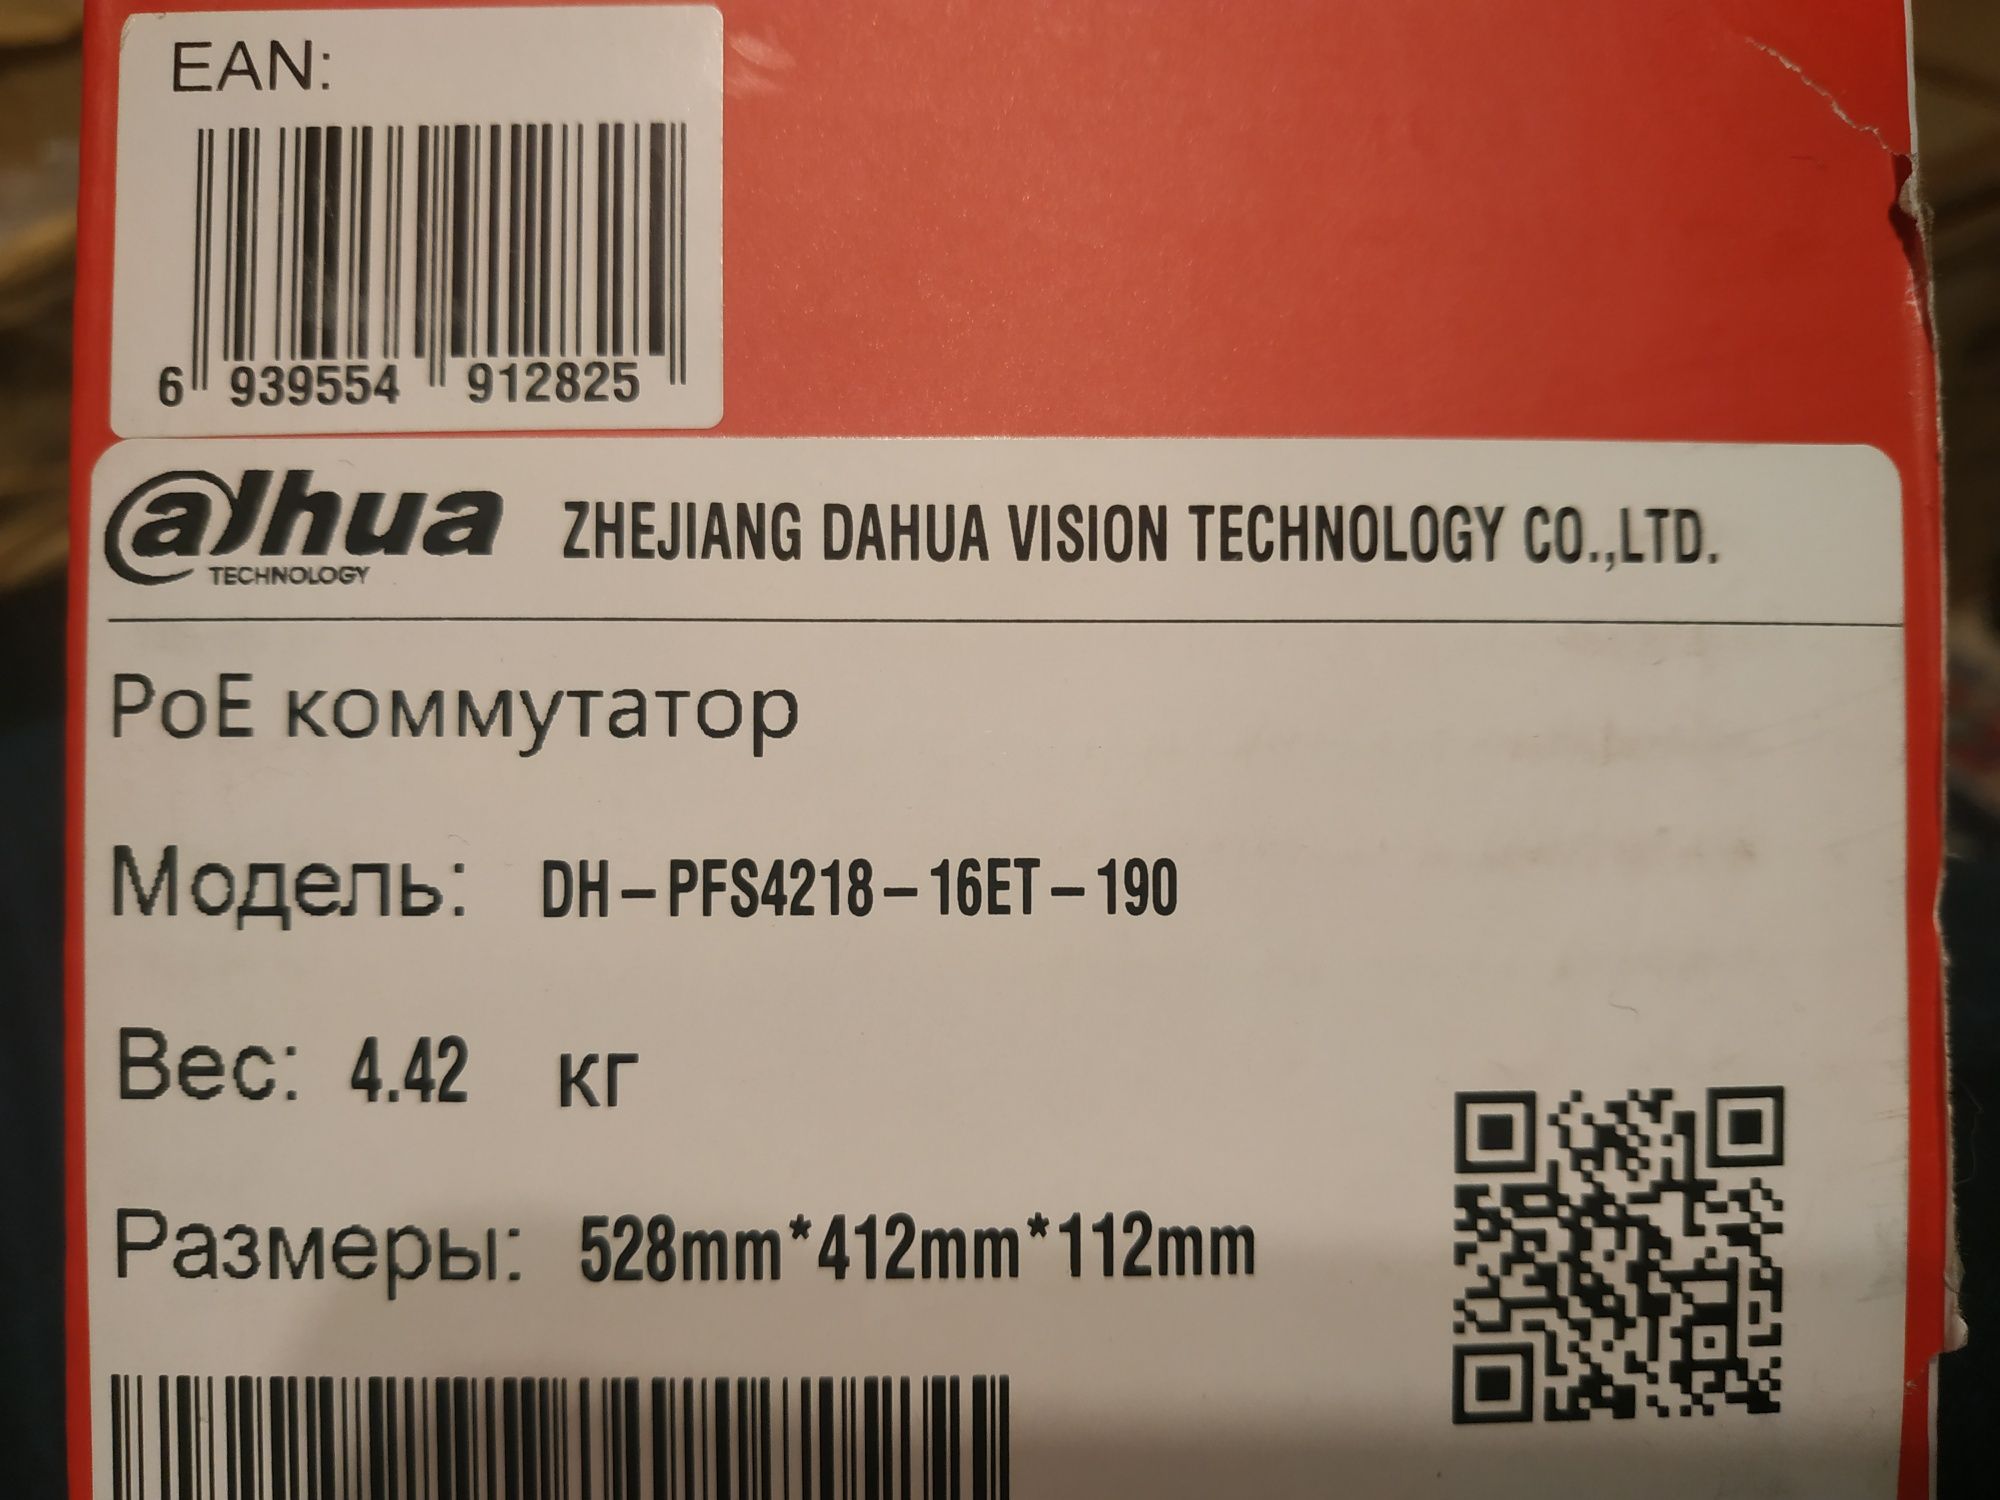 EAN:
6 939554 912825
alhua ZHEJIANG DAHUA VISION TECHNOLOGY CO.,LTD.
TECHNOLOGY
PoE коммутатор
Модель: DH-PFS4218-16ET-190
Вес: 4.42 кг
Размеры: 528mm*412mm*112mm